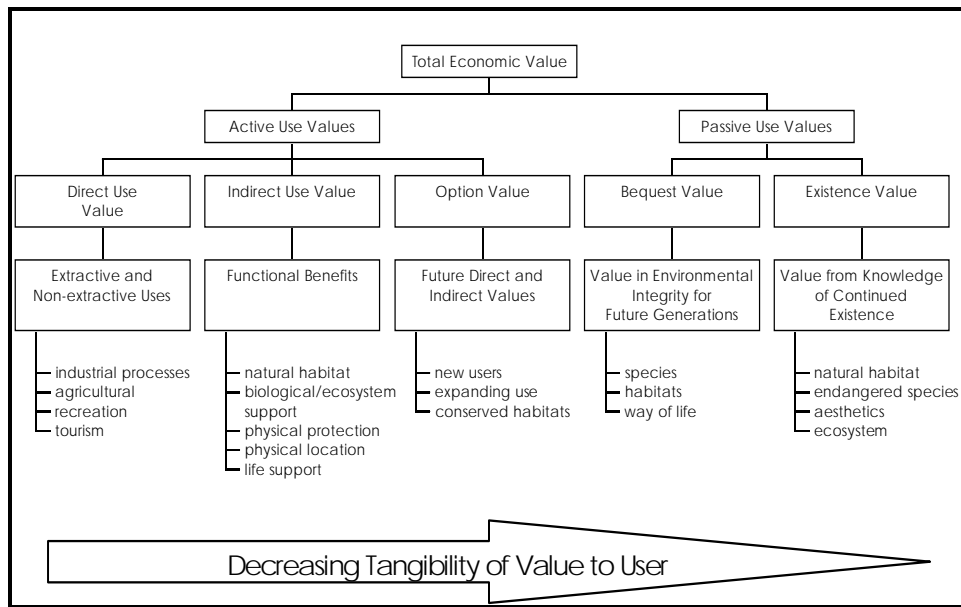 Total Economic Value
Active Use Values
Passive Use Values
Direct Use
Value
Indirect Use Value
Option Value
Bequest Value
Existence Value
Extractive and
Non-extractive Uses
Functional Benefits
Future Direct and
Indirect Values
Value in Environmental
Integrity for
Future Generations
Value from Knowledge
of Continued
Existence
industrial processes
agricultural
recreation
tourism
natural habitat
biological/ecosystem
support
physical protection
physical location
life support
new users
expanding use
conserved habitats
species
habitats
way of life
natural habitat
endangered species
aesthetics
ecosystem
Decreasing Tangibility of Value to User